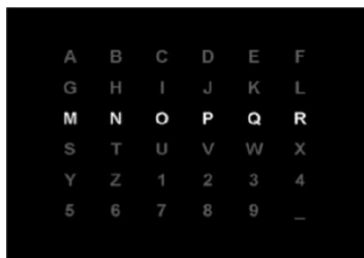 A B C D E F
G H I J K L
M N O P Q R
S T U V W X
Y Z 1 2 3 4
5 6 7 8 9 _